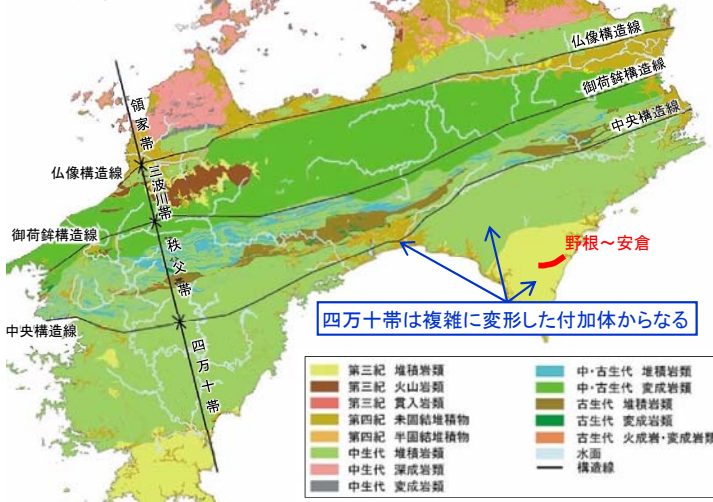 仏像構造線
御荷鉾構造線
中央構造線
領家帯
仏像構造線
三波川帯
御荷鉾構造線
秩父帯
中央構造線
四万十帯
野根～安倉
四万十帯は複雑に変形した付加体からなる
第三紀 堆積岩類
第三紀 火山岩類
第三紀 貫入岩類
第四紀 未固結堆積物
第四紀 半固結堆積物
中生代 堆積岩類
中生代 深成岩類
中生代 変成岩類
中・古生代 堆積岩類
中・古生代 変成岩類
古生代 堆積岩類
古生代 変成岩類
古生代 火成岩・変成岩類
水面
構造線